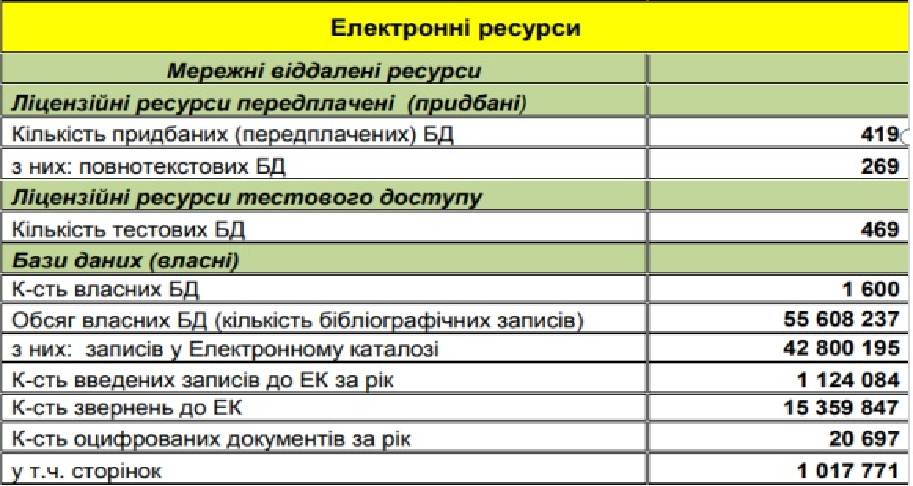 Електронні ресурси
Мережні віддалені ресурси
Ліцензійні ресурси передплачені (придбані)
Кількість придбаних (передплачених) БД 419
з них: повнотекстових БД 269
Ліцензійні ресурси тестового доступу
Кількість тестових БД 469
Бази даних (власні)
К-сть власних БД 1 600
Обсяг власних БД (кількість бібліографічних записів) 55 608 237
з них: записів у Електронному каталозі 42 800 195
К-сть введених записів до ЕК за рік 1 124 084
К-сть звернень до ЕК 15 359 847
К-сть оцифрованих документів за рік 20 697
у т.ч. сторінок 1 017 771